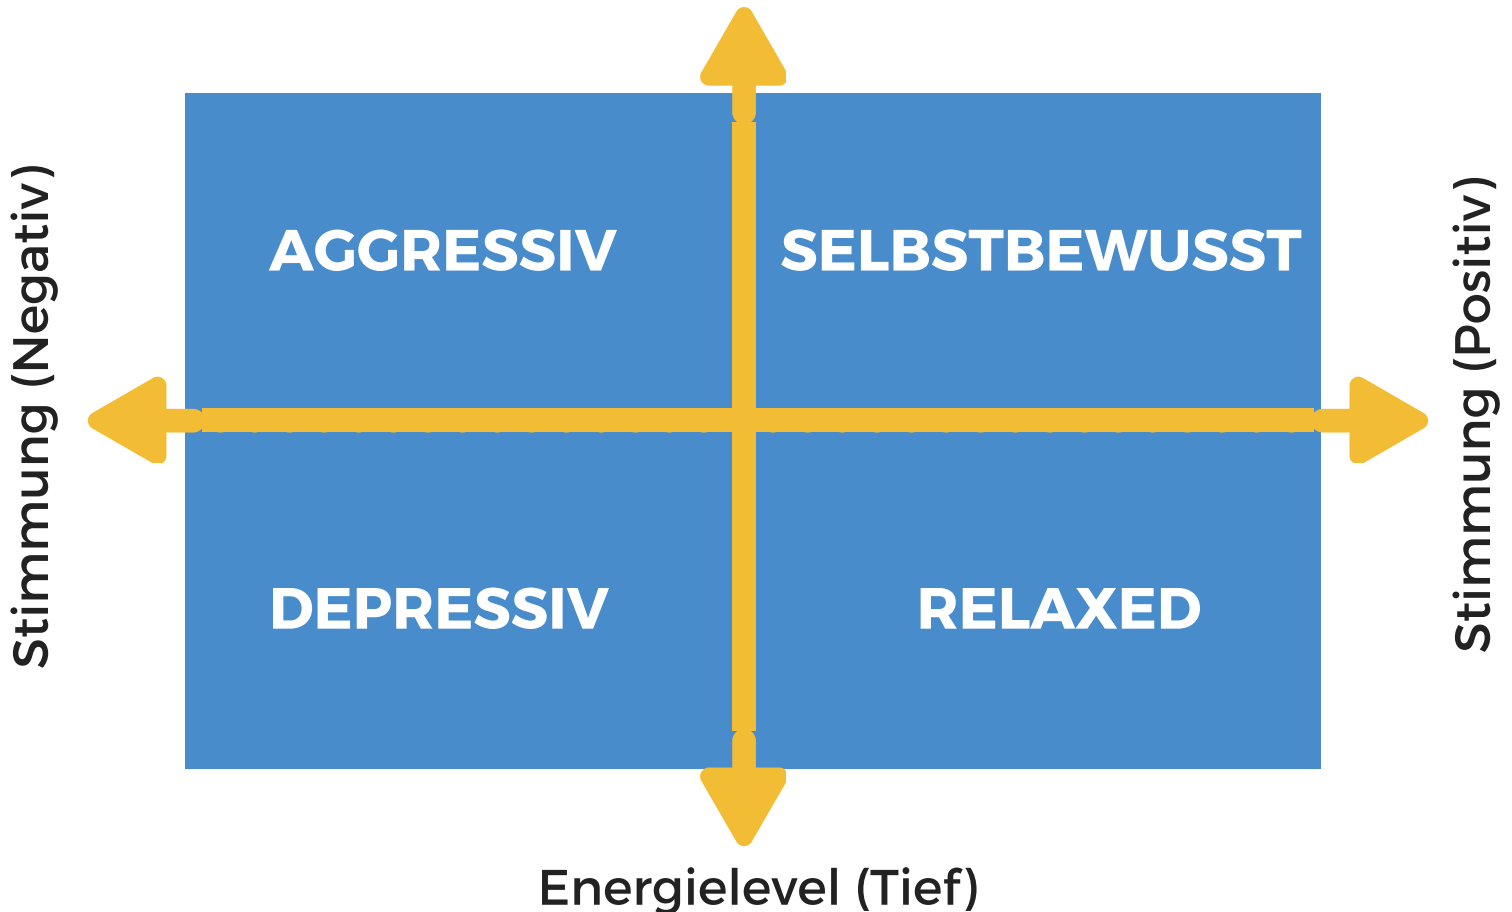 Stimmung (Negativ)
AGGRESSIV
SELBSTBEWUSST
Stimmung (Positiv)
DEPRESSIV
RELAXED
Energielevel (Tief)